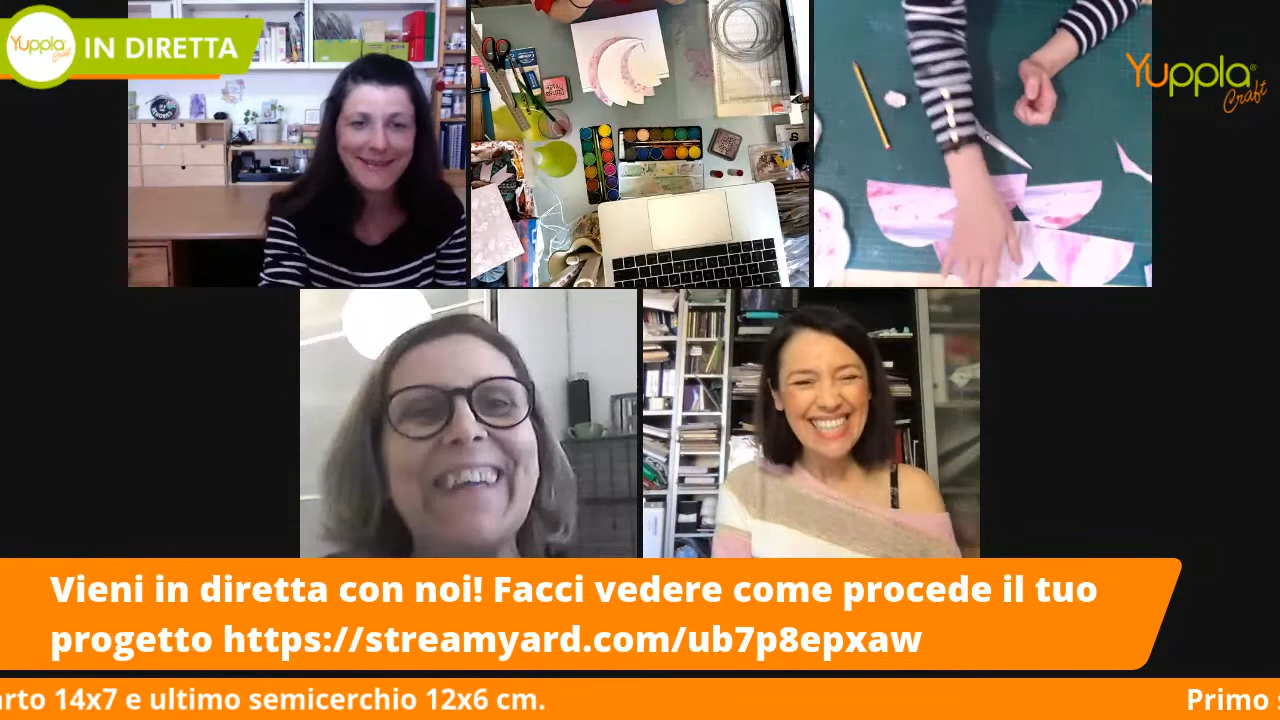 Yuppla Craft IN DIRETTA
Yuppla® Craft
Vieni in diretta con noi! Facci vedere come procede il tuo
progetto https://streamyard.com/ub7p8epxaw
arto 14x7 e ultimo semicerchio 12x6 cm. Primo s